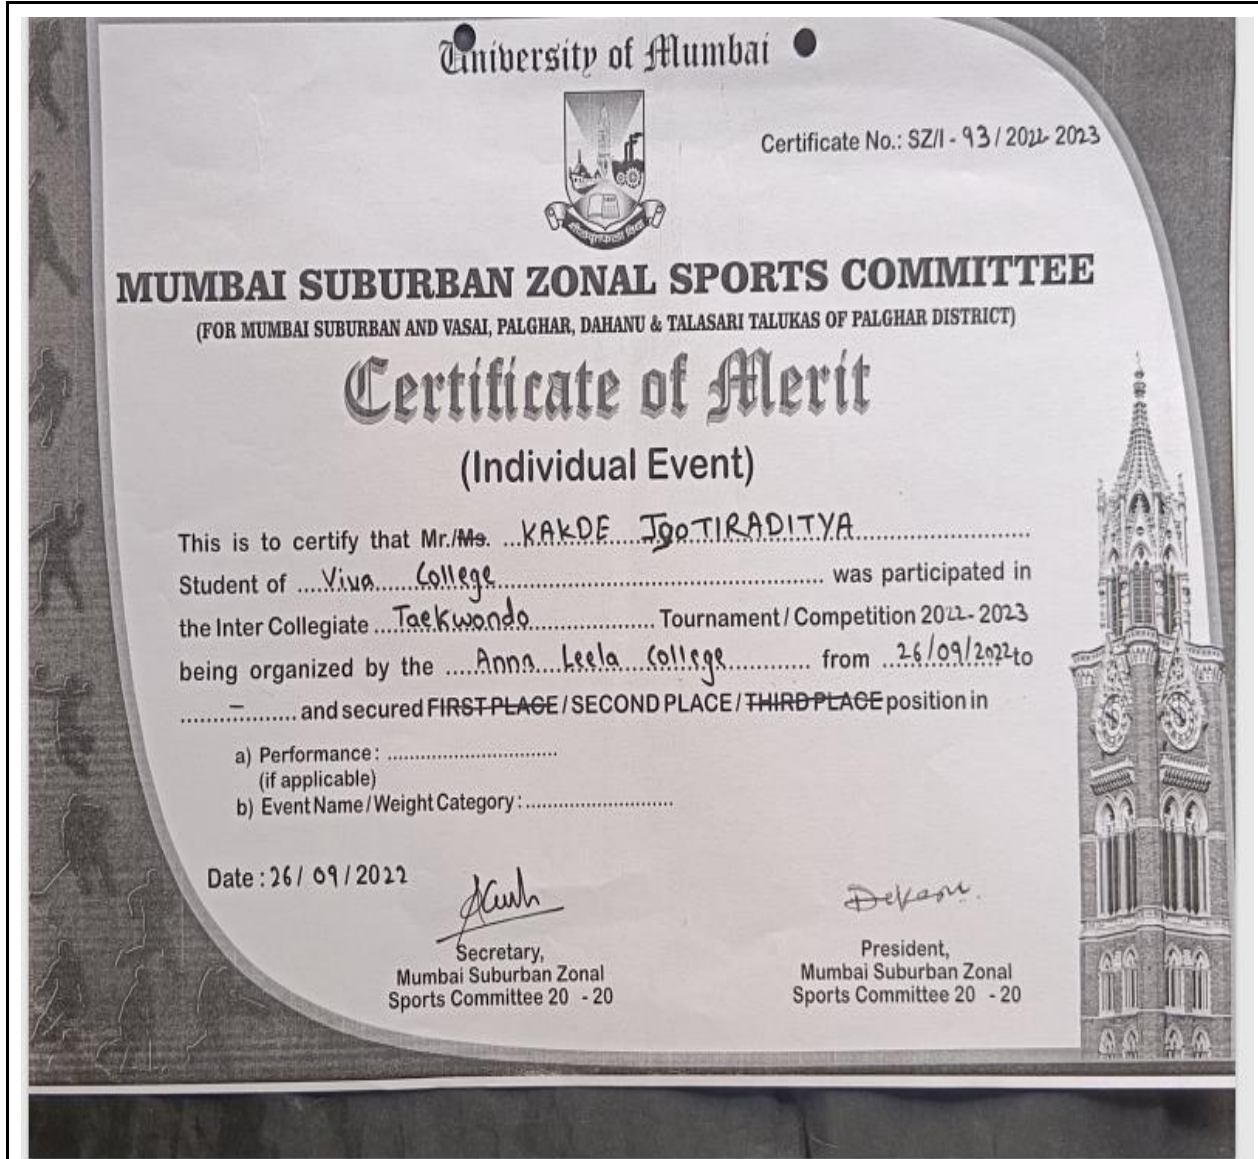 University of Mumbai
Certificate No.: SZ/I - 93 / 2022-2023
MUMBAI SUBURBAN ZONAL SPORTS COMMITTEE
(FOR MUMBAI SUBURBAN AND VASAI, PALGHAR, DAHANU & TALASARI TALUKAS OF PALGHAR DISTRICT)
Certificate of Merit
(Individual Event)
This is to certify that Mr./Ms. ...KAKDE JYOTIRADITYA..........
Student of .....Viva College.......... was participated in
the Inter Collegiate ...Taekwondo.......... Tournament / Competition 2022-2023
being organized by the ....Anna Leela College.......... from ..26/09/2022 to
.......–.......... and secured FIRST PLACE / SECOND PLACE / THIRD PLACE position in
a) Performance : ..............................
(if applicable)
b) Event Name / Weight Category : ..........................
Date : 26/ 09 / 2022
Secretary,
Mumbai Suburban Zonal
Sports Committee 20 - 20
President,
Mumbai Suburban Zonal
Sports Committee 20 - 20